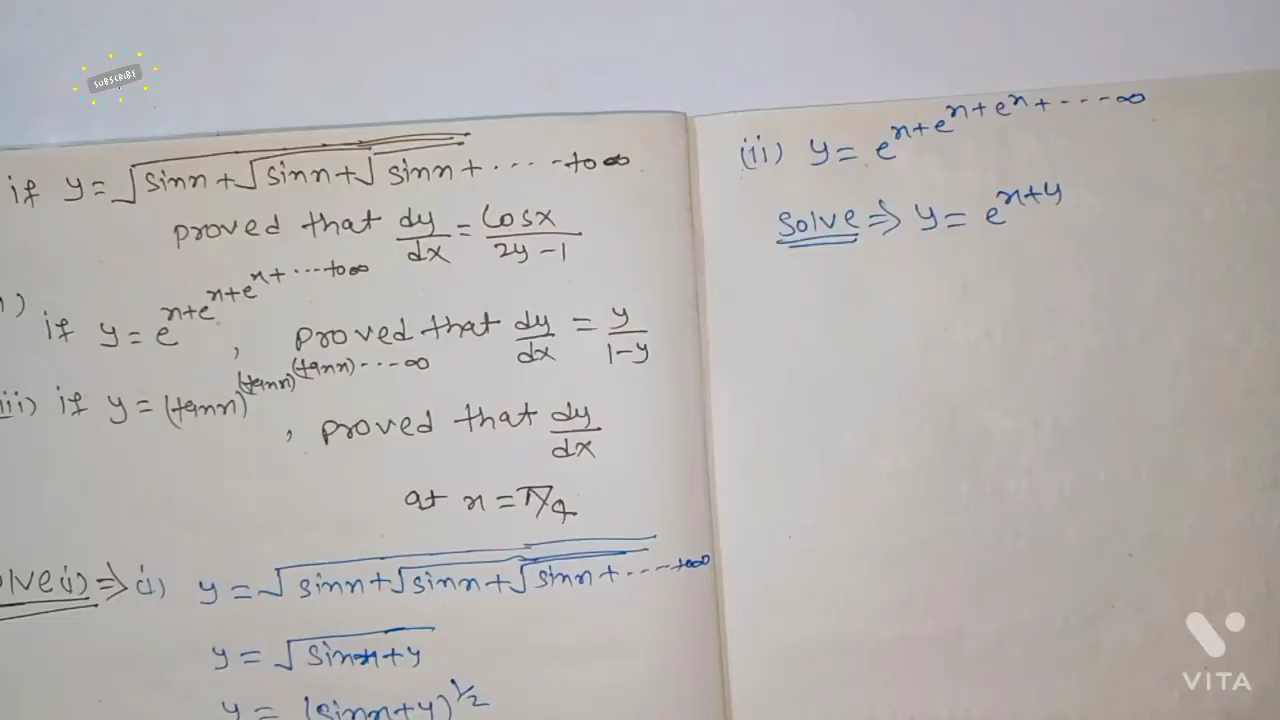 SUBSCRIBE
if y = √sinx + √sinx + √sinx + .... to ∞
proved that dy/dx = Cosx/2y-1
if y = e^x+e^x+e^x+....to∞, proved that dy/dx = y/1-y
iii) if y = (tanx)^(tanx)^(tanx)....∞, proved that dy/dx
at x = π/4
olve(i) ⇒ (i) y = √sinx + √sinx + √sinx + .... to∞
y = √sinx + y
y = (sinx + y)^1/2
(ii) y = e^x+e^x+e^x+....∞
Solve ⇒ y = e^x+y
VITA